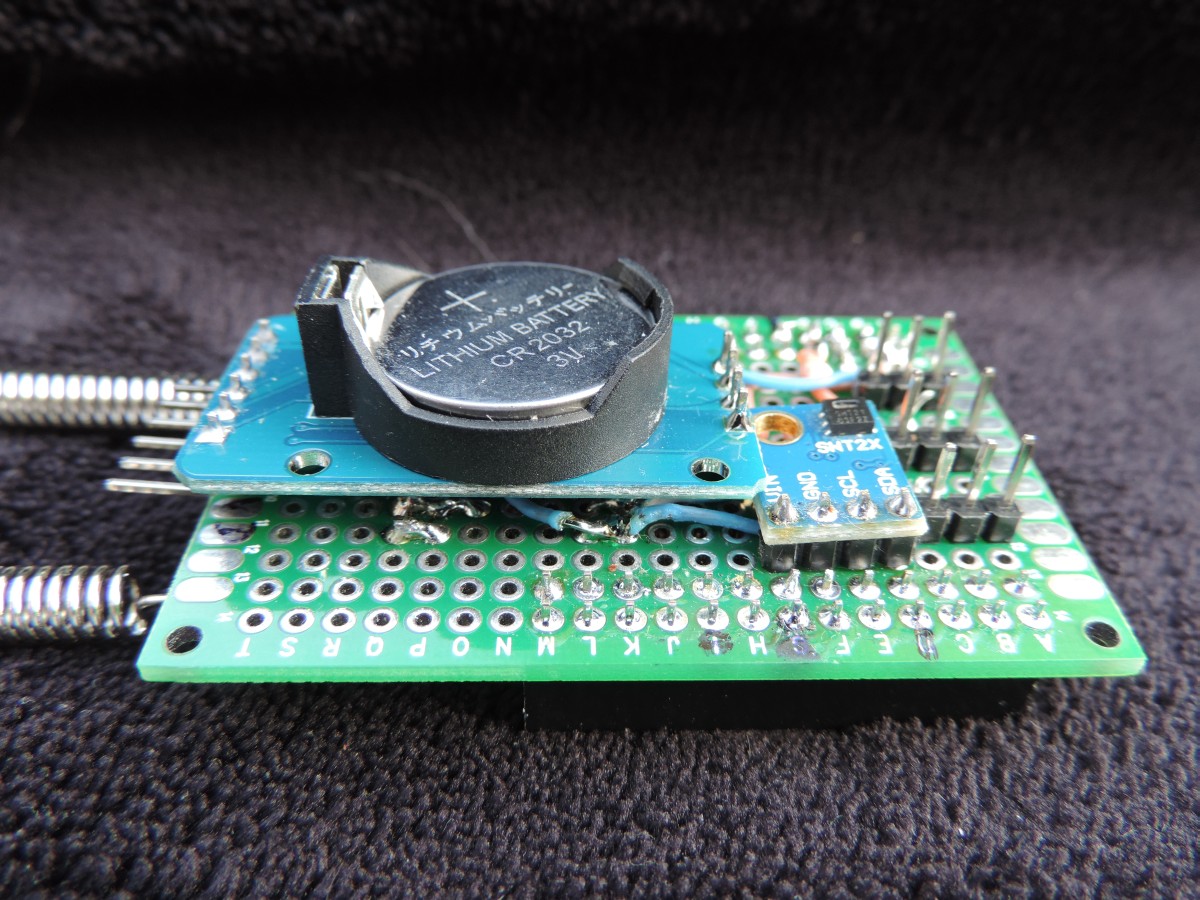 +
リチウムバッテリー
LITHIUM BATTERY
CR 2032
3V
SHT2X
VIN
GND
SCL
SDA
T S R Q P O N M L K J I H G F E D C B A